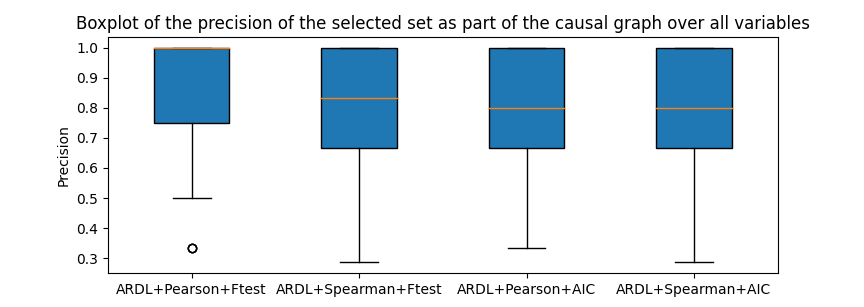 Boxplot of the precision of the selected set as part of the causal graph over all variables
Precision
1.0
0.9
0.8
0.7
0.6
0.5
0.4
0.3
ARDL+Pearson+Ftest
ARDL+Spearman+Ftest
ARDL+Pearson+AIC
ARDL+Spearman+AIC